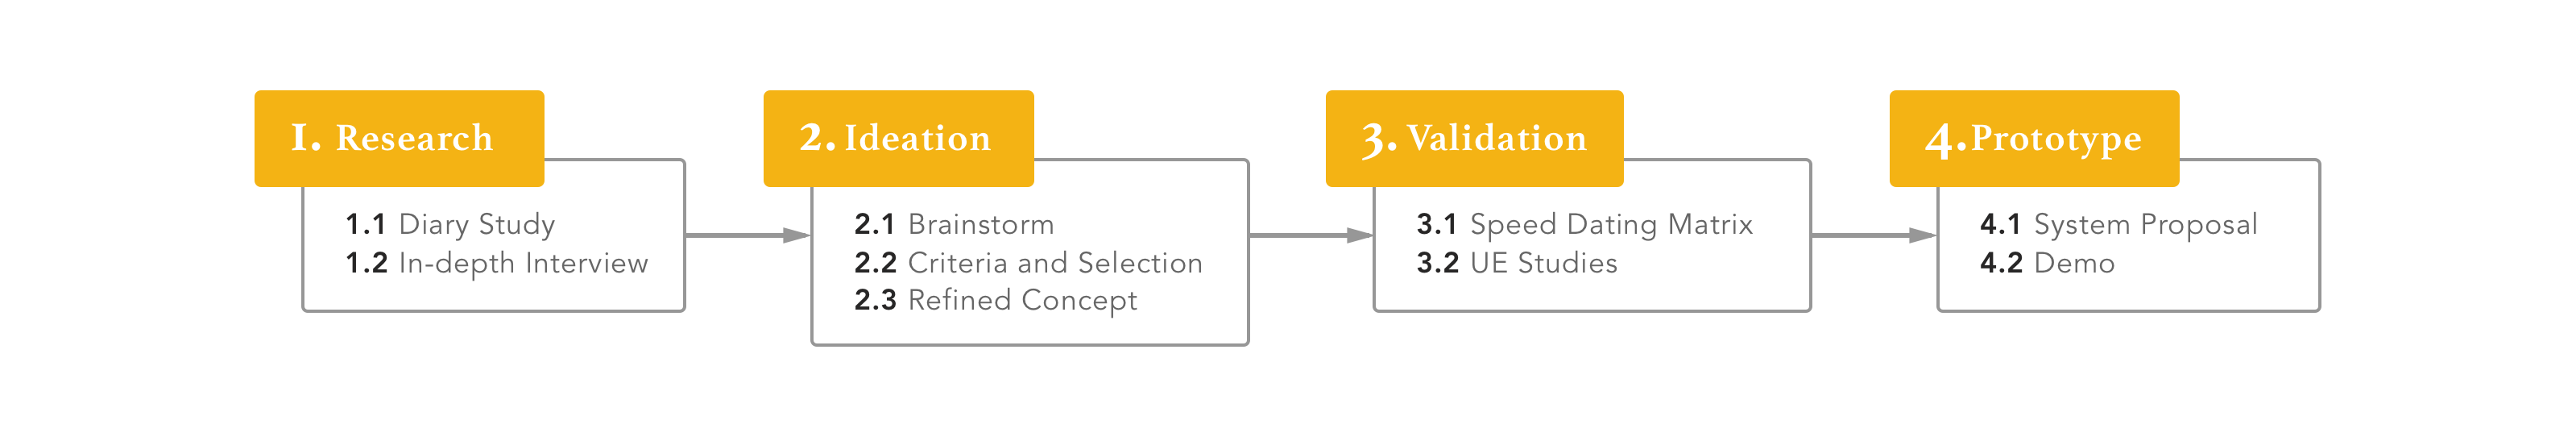 1. Research
1.1 Diary Study
1.2 In-depth Interview
2. Ideation
2.1 Brainstorm
2.2 Criteria and Selection
2.3 Refined Concept
3. Validation
3.1 Speed Dating Matrix
3.2 UE Studies
4. Prototype
4.1 System Proposal
4.2 Demo